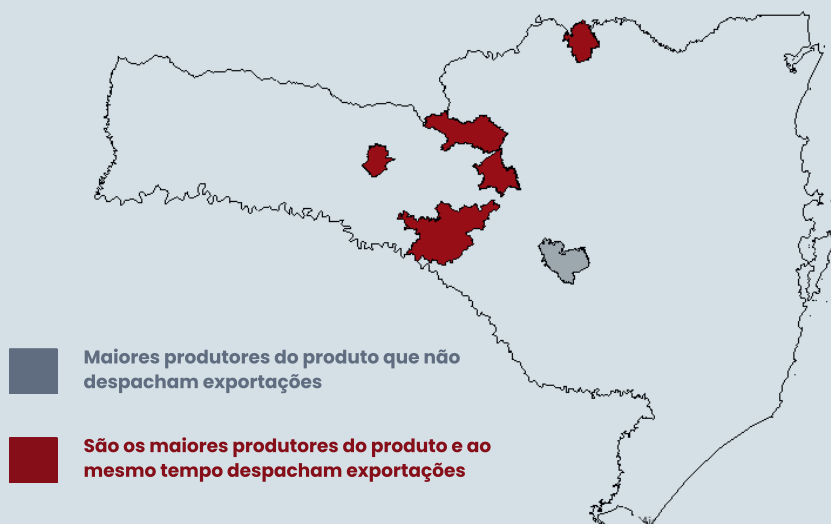 Maiores produtores do produto que não
despacham exportações
São os maiores produtores do produto e ao
mesmo tempo despacham exportações